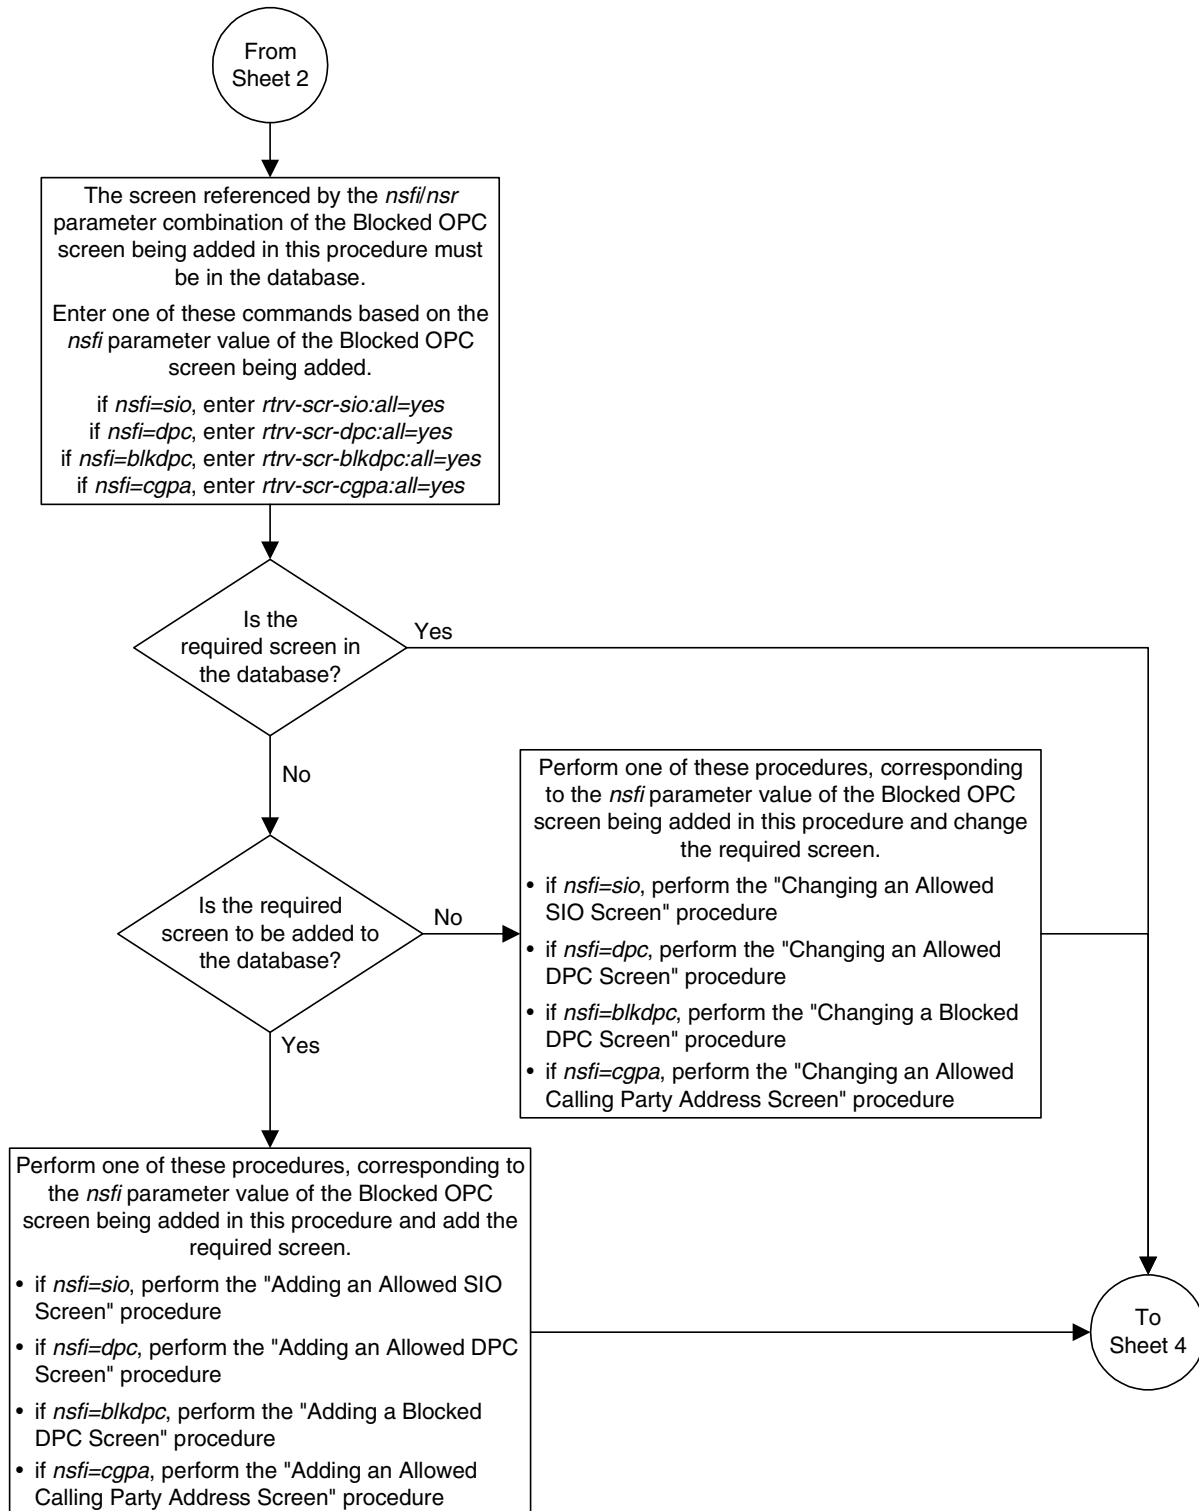 From
Sheet 2
The screen referenced by the nsfi/nsr
parameter combination of the Blocked OPC
screen being added in this procedure must
be in the database.
Enter one of these commands based on the
nsfi parameter value of the Blocked OPC
screen being added.
if nsfi=sio, enter rtrv-scr-sio:all=yes
if nsfi=dpc, enter rtrv-scr-dpc:all=yes
if nsfi=blkdpc, enter rtrv-scr-blkdpc:all=yes
if nsfi=cgpa, enter rtrv-scr-cgpa:all=yes
Is the
required screen in
the database?
Yes
No
Is the required
screen to be added to
the database?
No
Yes
Perform one of these procedures, corresponding
to the nsfi parameter value of the Blocked OPC
screen being added in this procedure and change
the required screen.
• if nsfi=sio, perform the "Changing an Allowed
SIO Screen" procedure
• if nsfi=dpc, perform the "Changing an Allowed
DPC Screen" procedure
• if nsfi=blkdpc, perform the "Changing a Blocked
DPC Screen" procedure
• if nsfi=cgpa, perform the "Changing an Allowed
Calling Party Address Screen" procedure
Perform one of these procedures, corresponding to
the nsfi parameter value of the Blocked OPC
screen being added in this procedure and add the
required screen.
• if nsfi=sio, perform the "Adding an Allowed SIO
Screen" procedure
• if nsfi=dpc, perform the "Adding an Allowed DPC
Screen" procedure
• if nsfi=blkdpc, perform the "Adding a Blocked
DPC Screen" procedure
• if nsfi=cgpa, perform the "Adding an Allowed
Calling Party Address Screen" procedure
To
Sheet 4